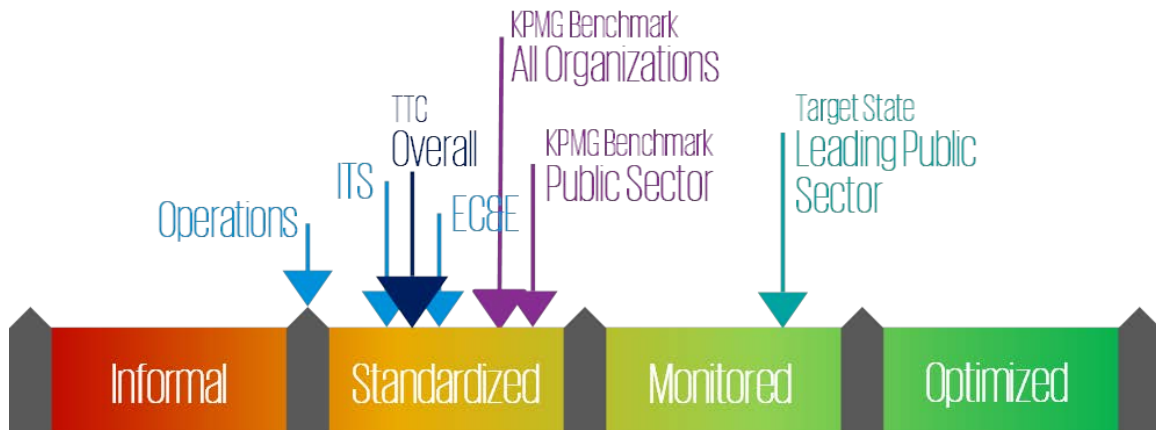 KPMG Benchmark
All Organizations
TTC
Overall
Target State
Leading Public
Sector
KPMG Benchmark
Public Sector
ITS
EC&E
Operations
Informal
Standardized
Monitored
Optimized